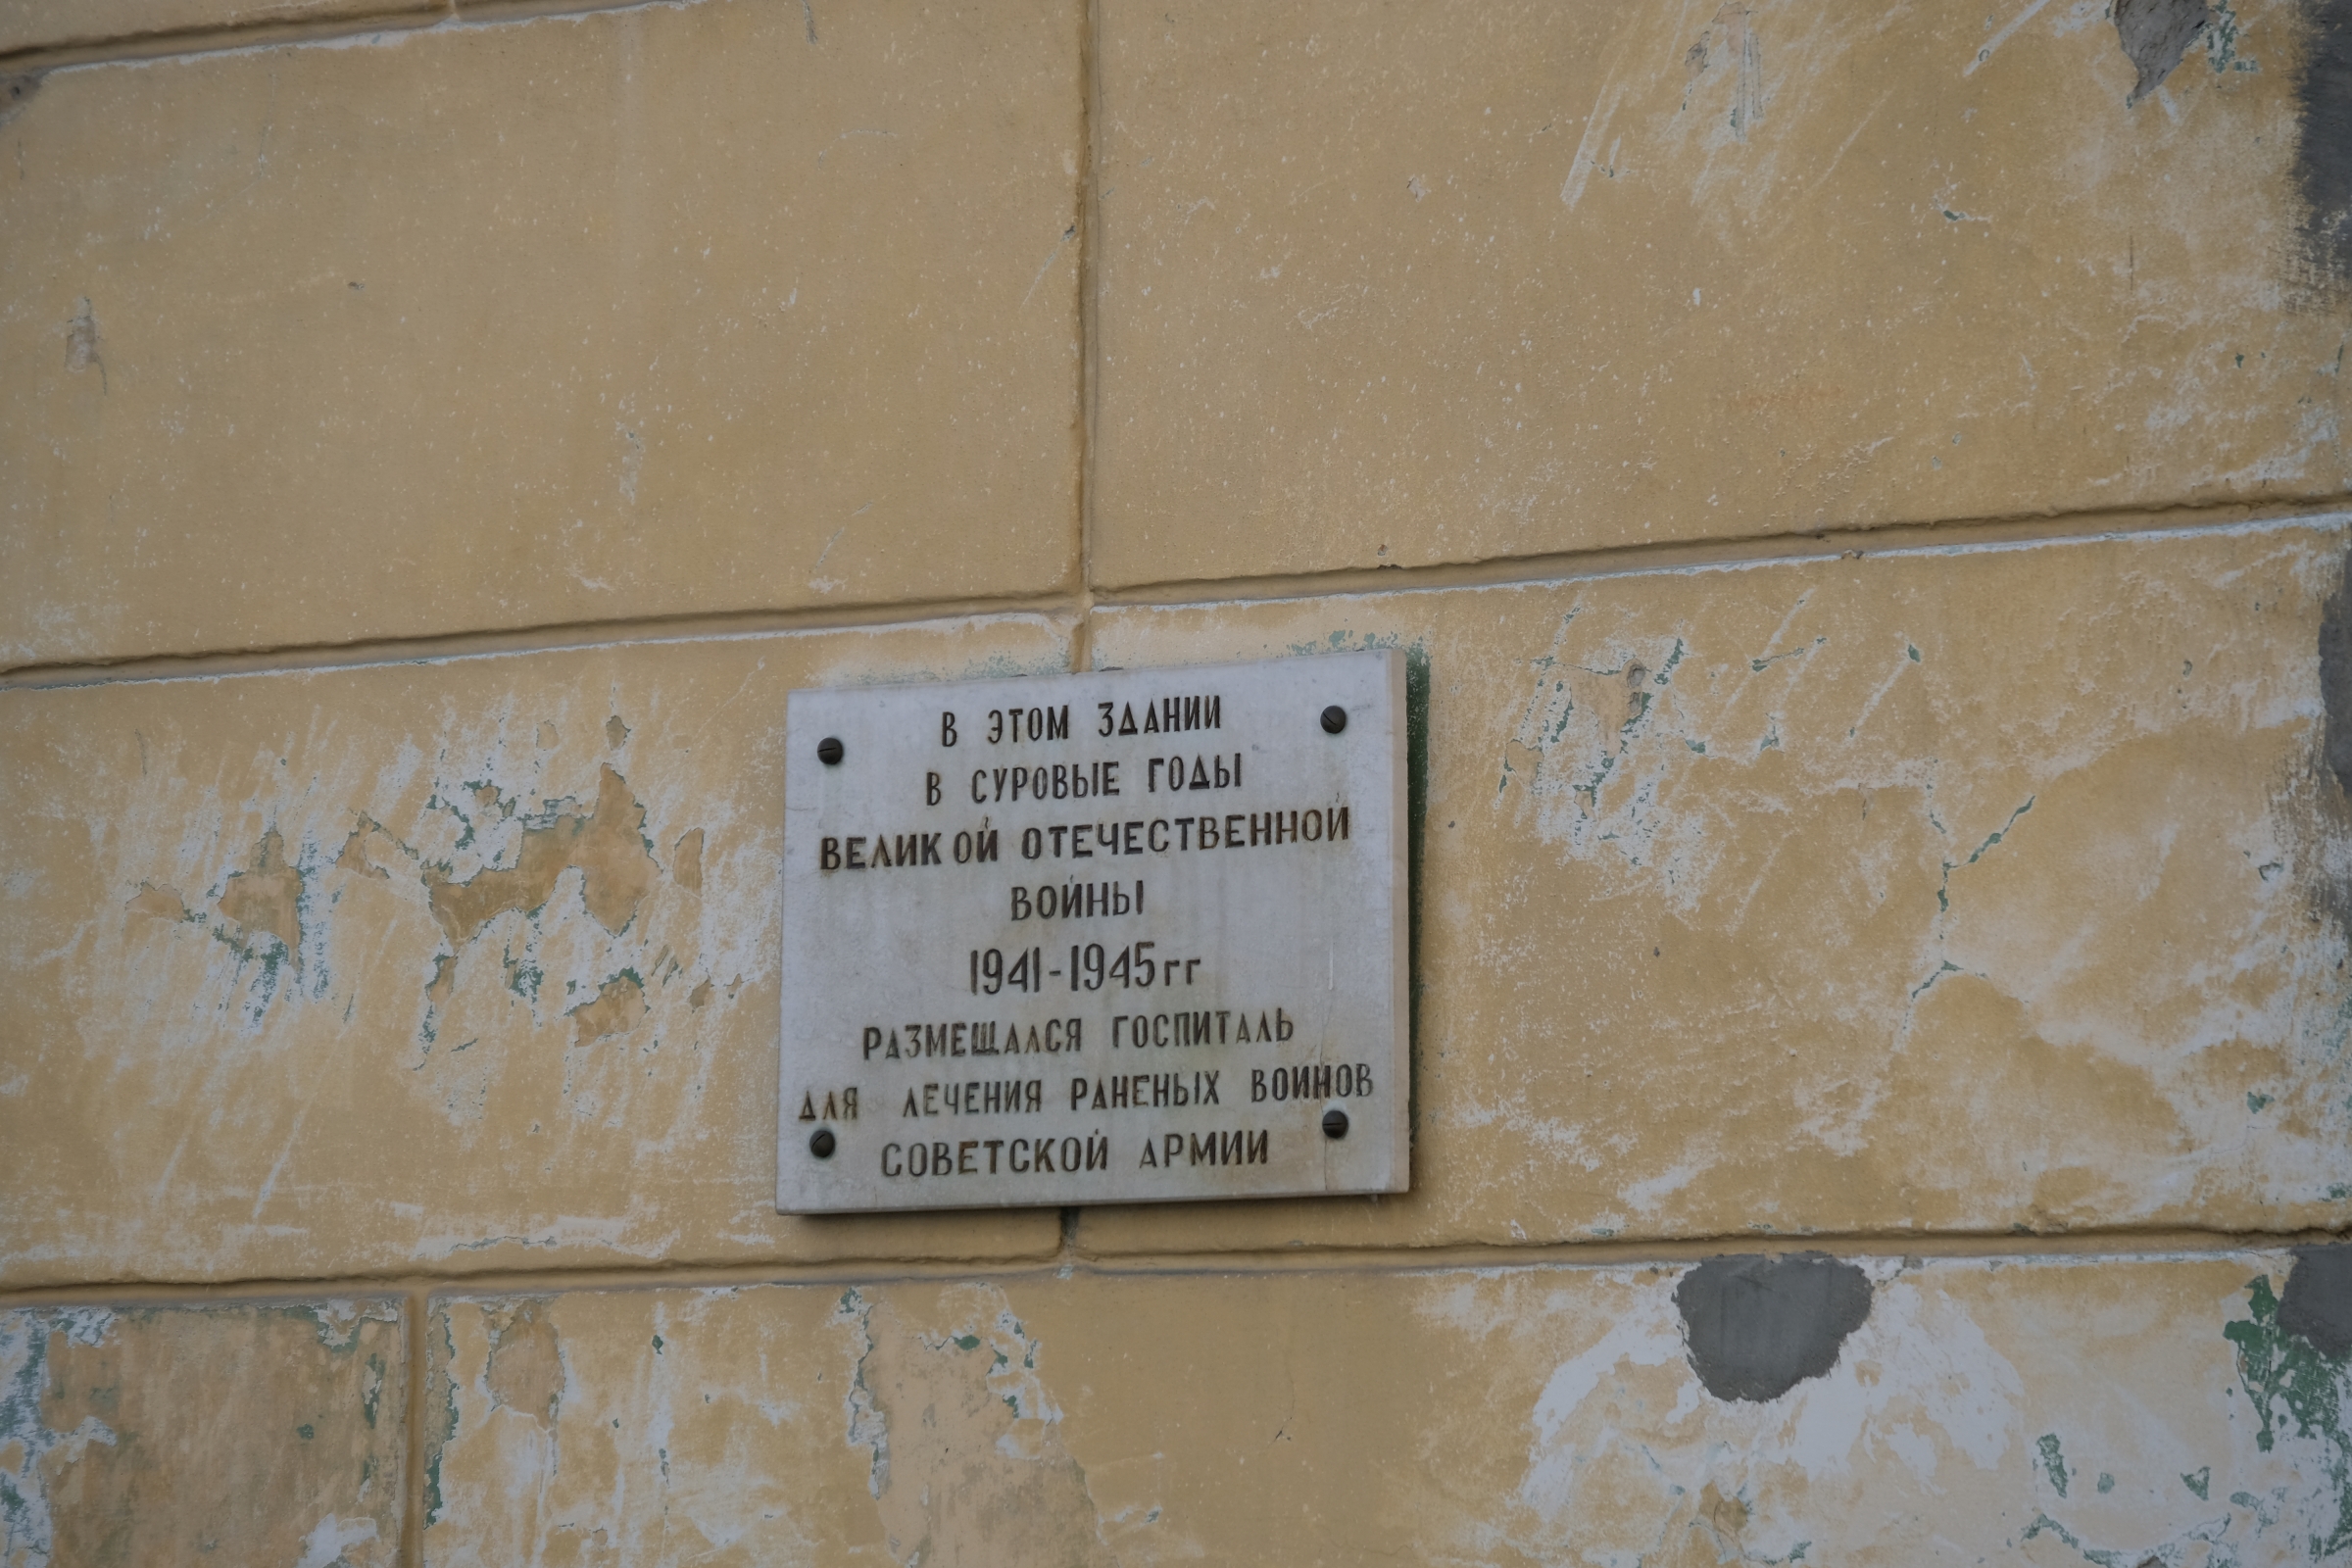 В ЭТОМ ЗДАНИИ
В СУРОВЫЕ ГОДЫ
ВЕЛИКОЙ ОТЕЧЕСТВЕННОЙ
ВОЙНЫ
1941-1945гг
РАЗМЕЩАЛСЯ ГОСПИТАЛЬ
ДЛЯ ЛЕЧЕНИЯ РАНЕНЫХ ВОИНОВ
СОВЕТСКОЙ АРМИИ